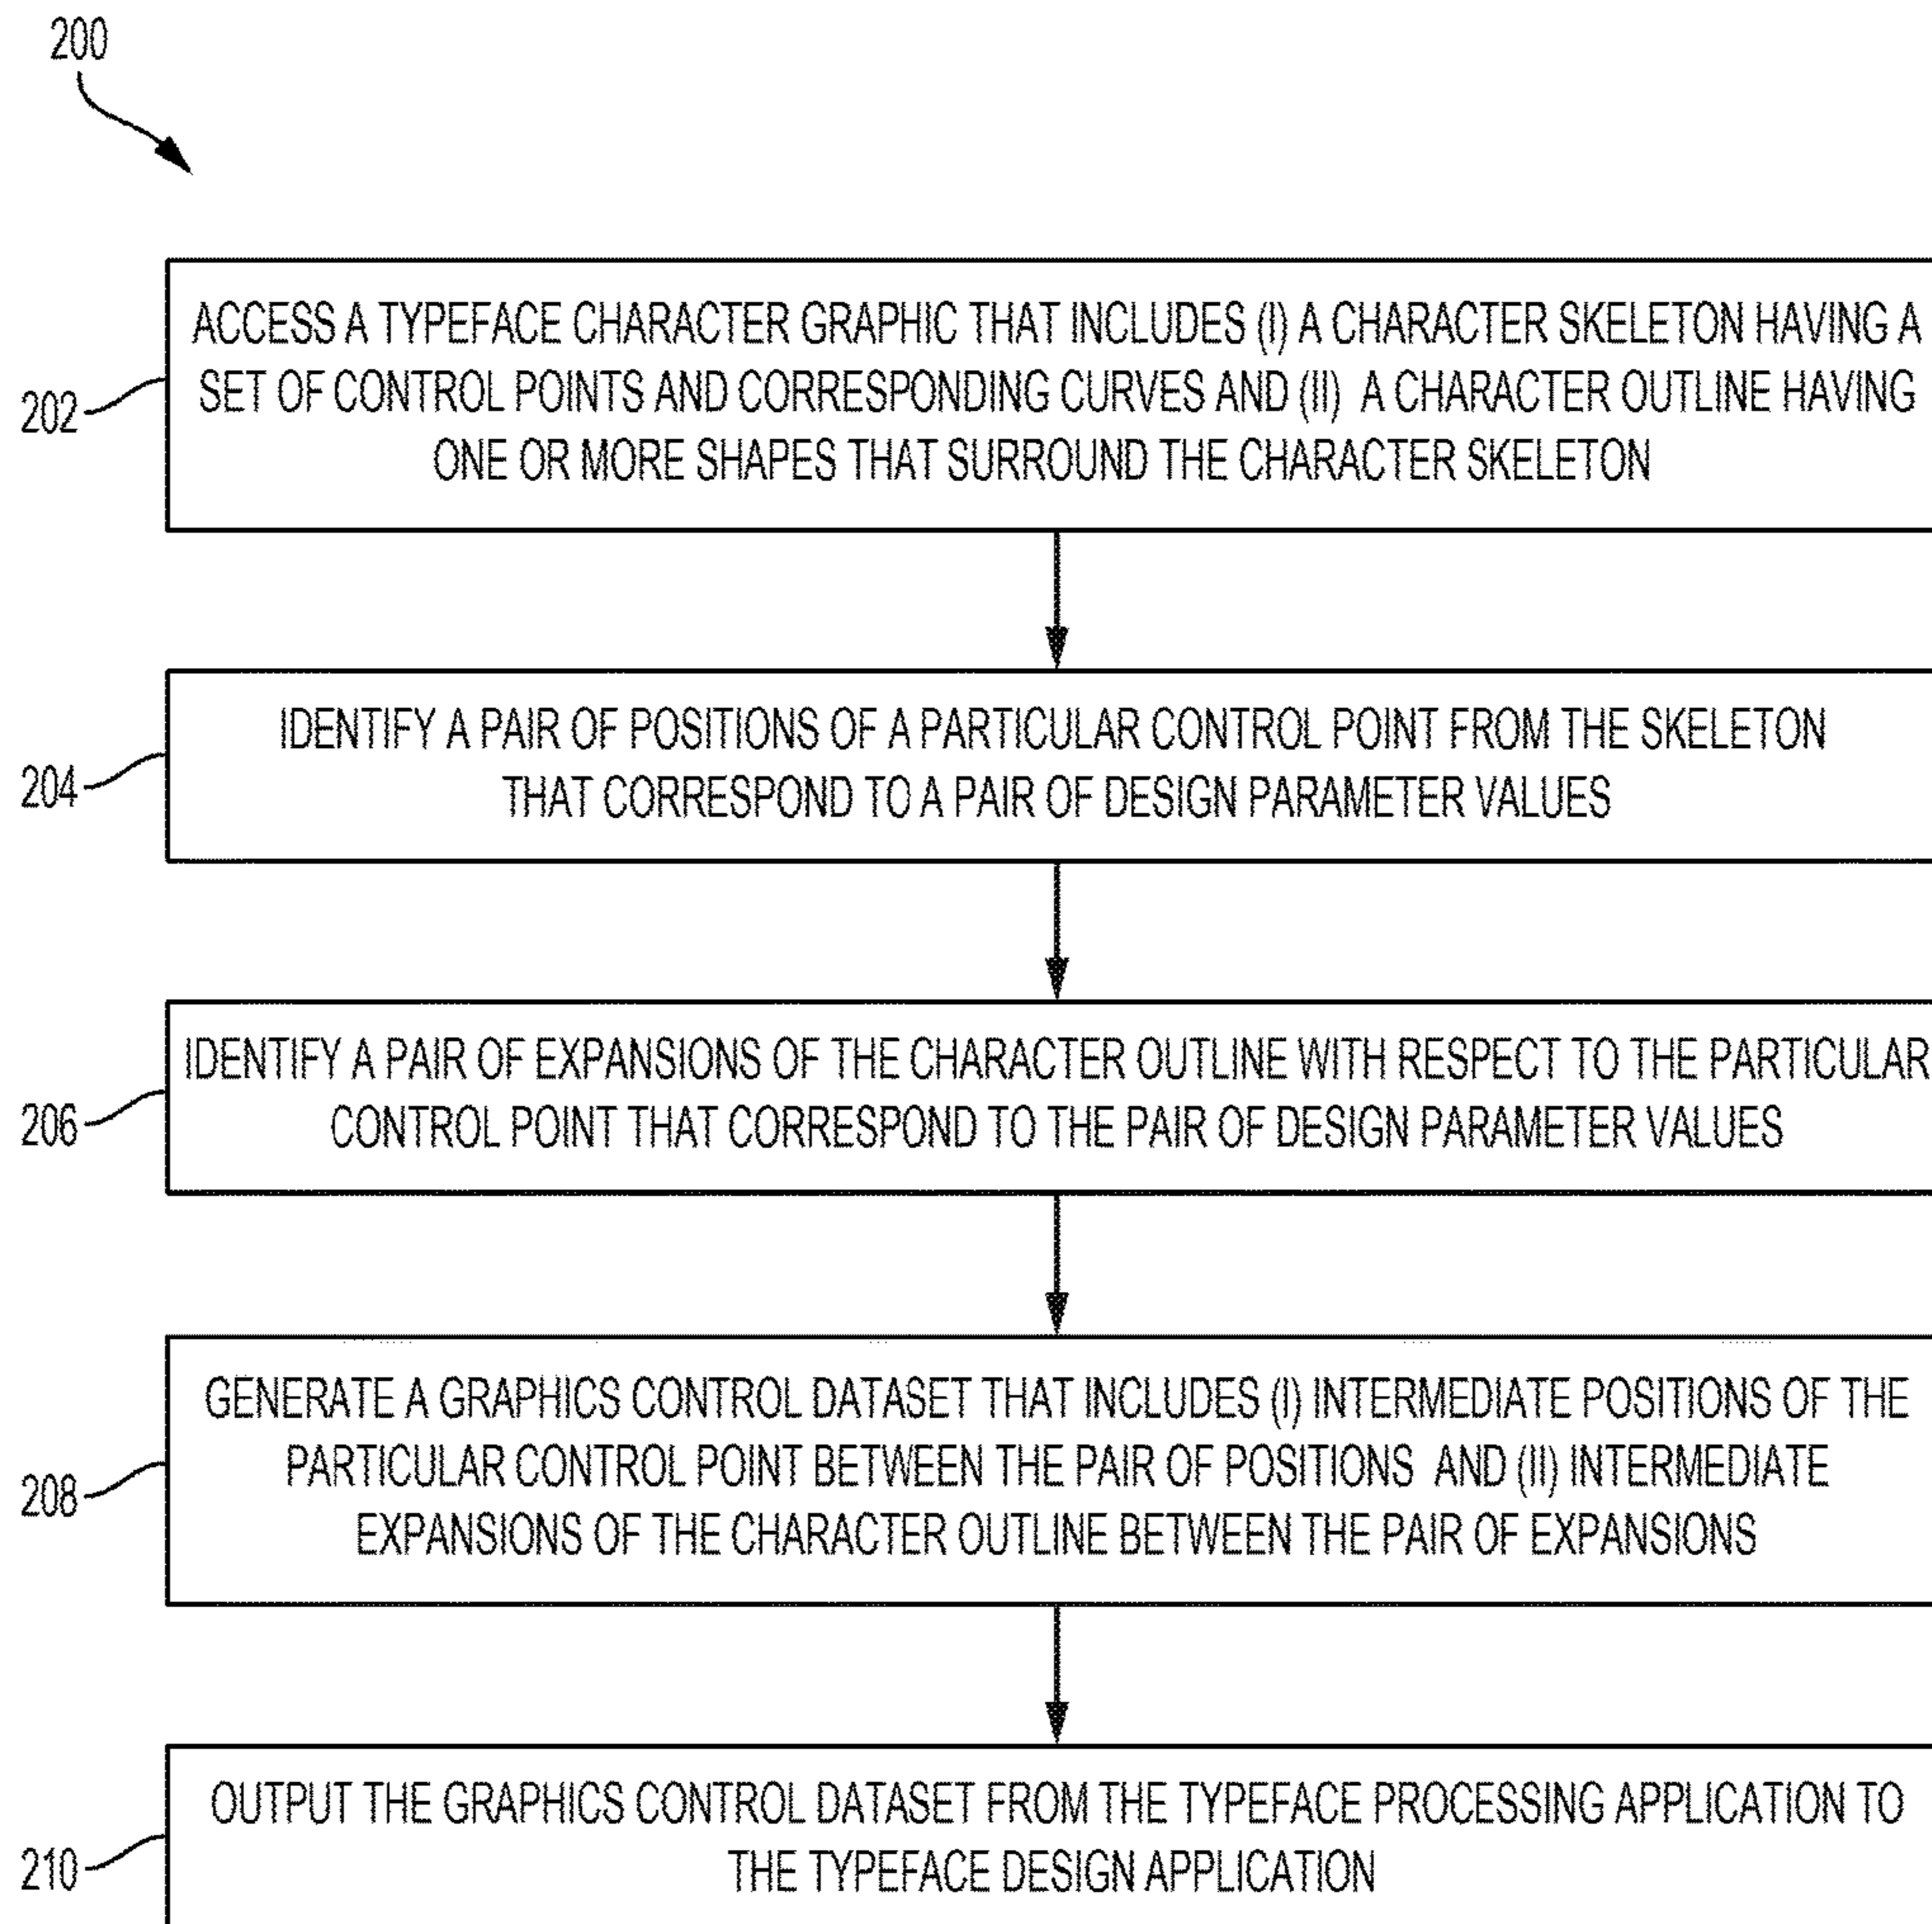 200
202
ACCESS A TYPEFACE CHARACTER GRAPHIC THAT INCLUDES (I) A CHARACTER SKELETON HAVING A
SET OF CONTROL POINTS AND CORRESPONDING CURVES AND (II) A CHARACTER OUTLINE HAVING
ONE OR MORE SHAPES THAT SURROUND THE CHARACTER SKELETON
204
IDENTIFY A PAIR OF POSITIONS OF A PARTICULAR CONTROL POINT FROM THE SKELETON
THAT CORRESPOND TO A PAIR OF DESIGN PARAMETER VALUES
206
IDENTIFY A PAIR OF EXPANSIONS OF THE CHARACTER OUTLINE WITH RESPECT TO THE PARTICULAR
CONTROL POINT THAT CORRESPOND TO THE PAIR OF DESIGN PARAMETER VALUES
208
GENERATE A GRAPHICS CONTROL DATASET THAT INCLUDES (I) INTERMEDIATE POSITIONS OF THE
PARTICULAR CONTROL POINT BETWEEN THE PAIR OF POSITIONS AND (II) INTERMEDIATE
EXPANSIONS OF THE CHARACTER OUTLINE BETWEEN THE PAIR OF EXPANSIONS
210
OUTPUT THE GRAPHICS CONTROL DATASET FROM THE TYPEFACE PROCESSING APPLICATION TO
THE TYPEFACE DESIGN APPLICATION